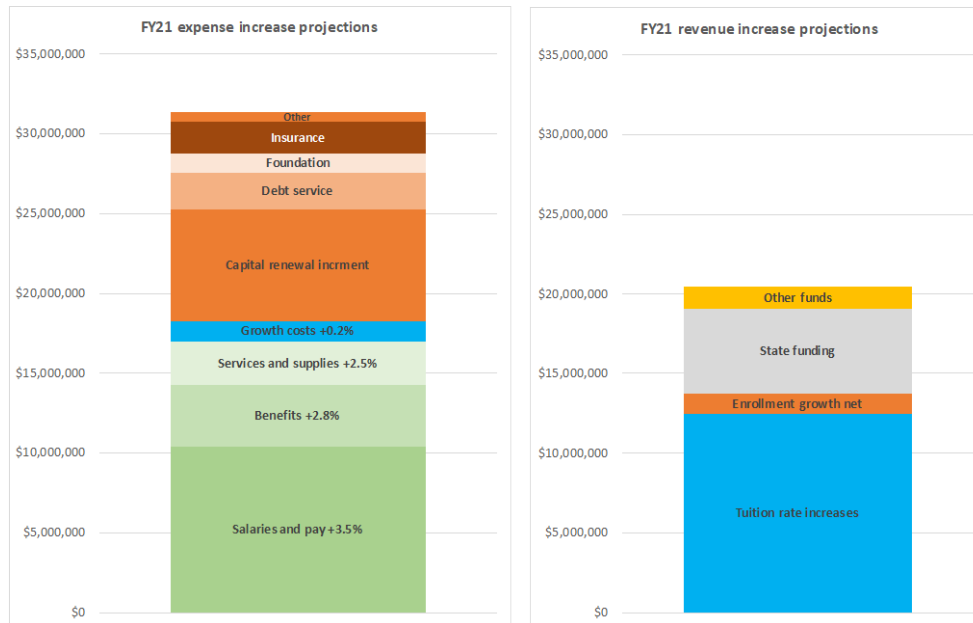 FY21 expense increase projections
$35,000,000
$30,000,000
$25,000,000
$20,000,000
$15,000,000
$10,000,000
$5,000,000
$0
Other
Insurance
Foundation
Debt service
Capital renewal incrment
Growth costs +0.2%
Services and supplies +2.5%
Benefits +2.8%
Salaries and pay +3.5%
FY21 revenue increase projections
$35,000,000
$30,000,000
$25,000,000
$20,000,000
$15,000,000
$10,000,000
$5,000,000
$0
Other funds
State funding
Enrollment growth net
Tuition rate increases